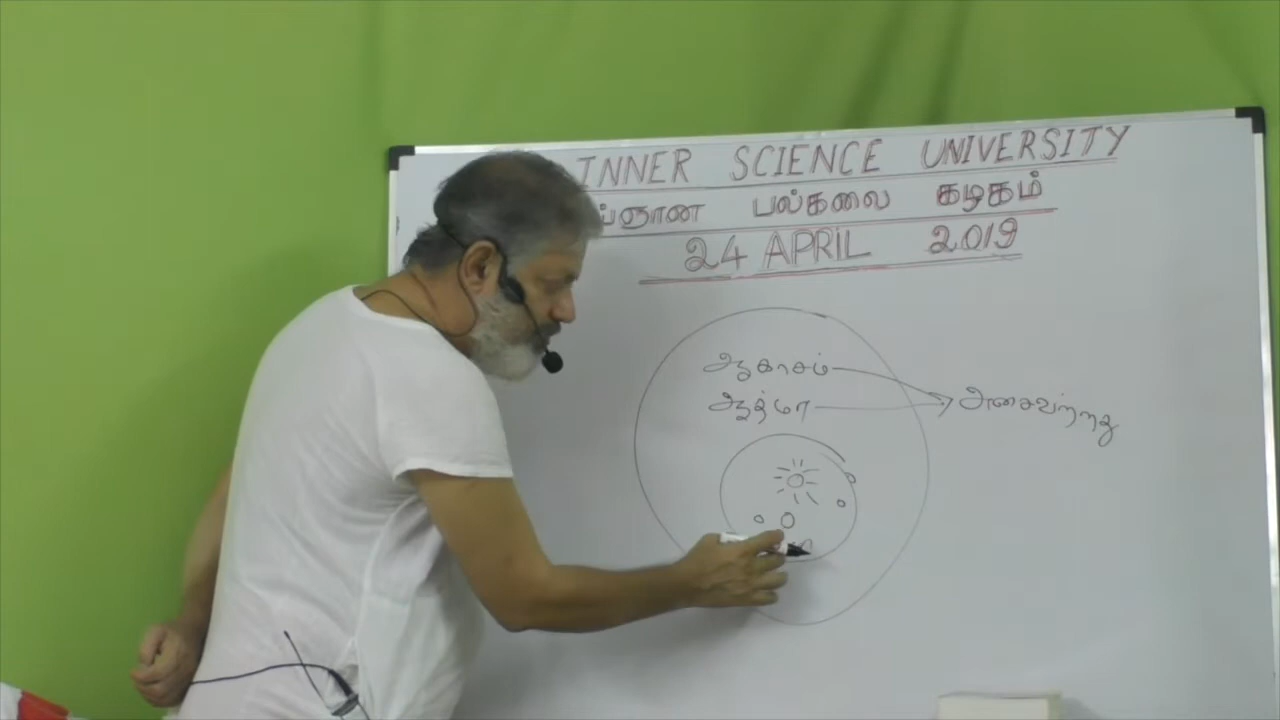 INNER SCIENCE UNIVERSITY
ய்ஞான பல்கலை கழகம்
24 APRIL 2019
ஆகாசம்
ஆத்மா
அசைவற்றது